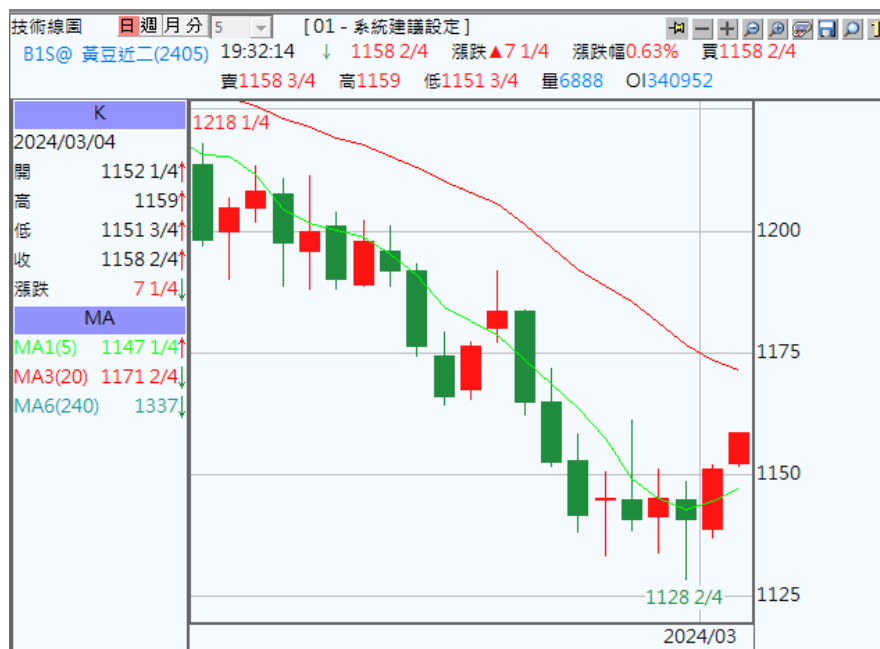 技術線圖 日 週 月 分 5 [01 - 系統建議設定]
B1S@ 黃豆近二(2405) 19:32:14 ↓ 1158 2/4 漲跌▲7 1/4 漲跌幅0.63% 買1158 2/4
賣1158 3/4 高1159 低1151 3/4 量6888 OI340952
K
2024/03/04
開 1152 1/4↑
高 1159↑
低 1151 3/4↑
收 1158 2/4↑
漲跌 7 1/4↓
MA
MA1(5) 1147 1/4↑
MA3(20) 1171 2/4↓
MA6(240) 1337↓
1218 1/4
1200
1175
1150
1128 2/4
1125
2024/03